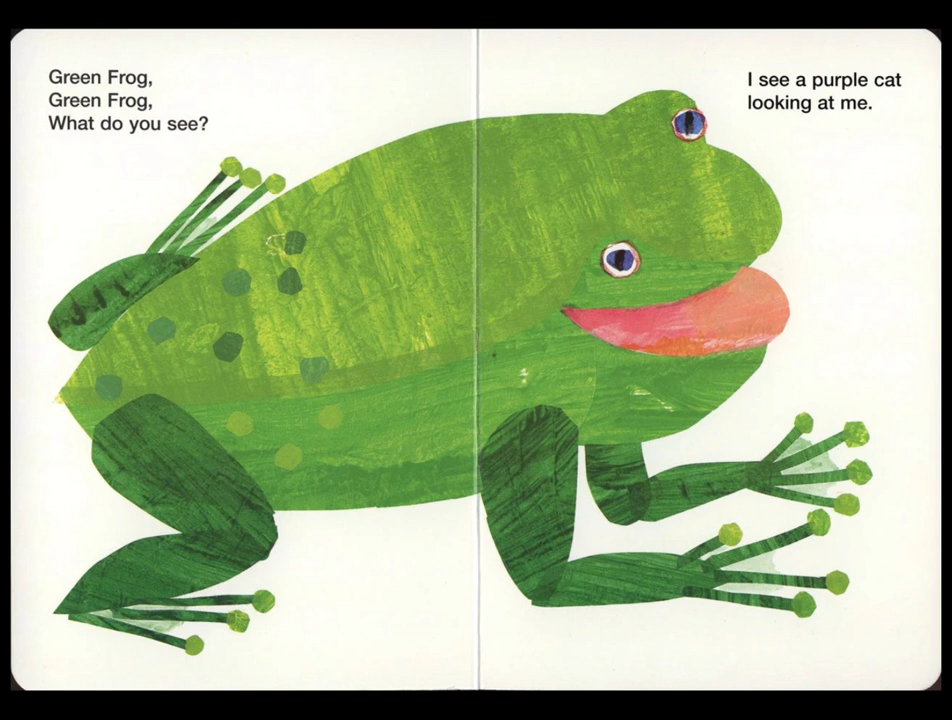 Green Frog,
Green Frog,
What do you see?
I see a purple cat
looking at me.